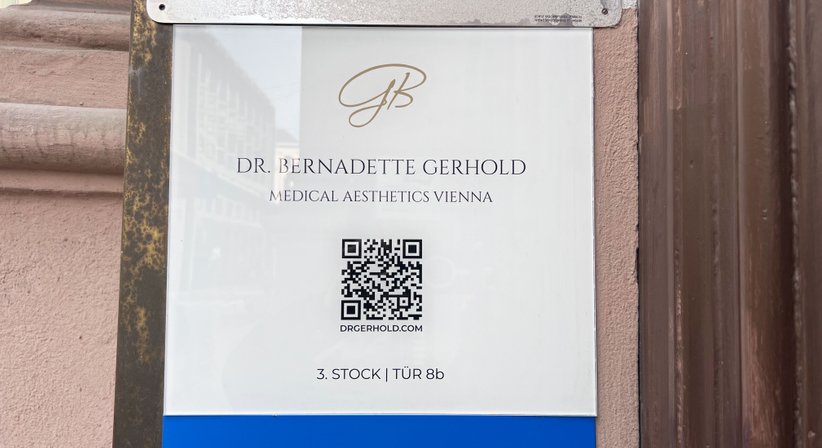 GB
DR. BERNADETTE GERHOLD
MEDICAL AESTHETICS VIENNA
DRGERHOLD.COM
3. STOCK | TÜR 8b